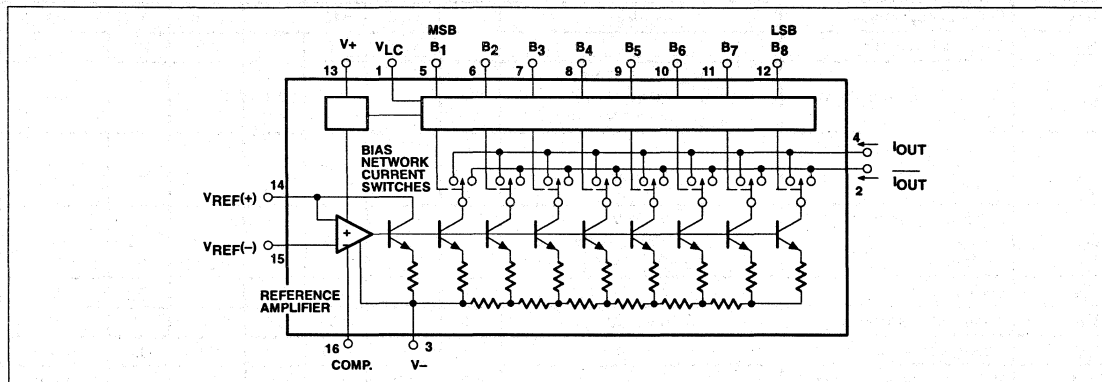 MSB LSB
V+ VLC B1 B2 B3 B4 B5 B6 B7 B8
13 1 5 6 7 8 9 10 11 12
4
IOUT
BIAS
NETWORK
CURRENT
SWITCHES
IOUT
2
14
VREF(+)
VREF(–)
15
+
–
REFERENCE
AMPLIFIER
16 3
COMP. V–